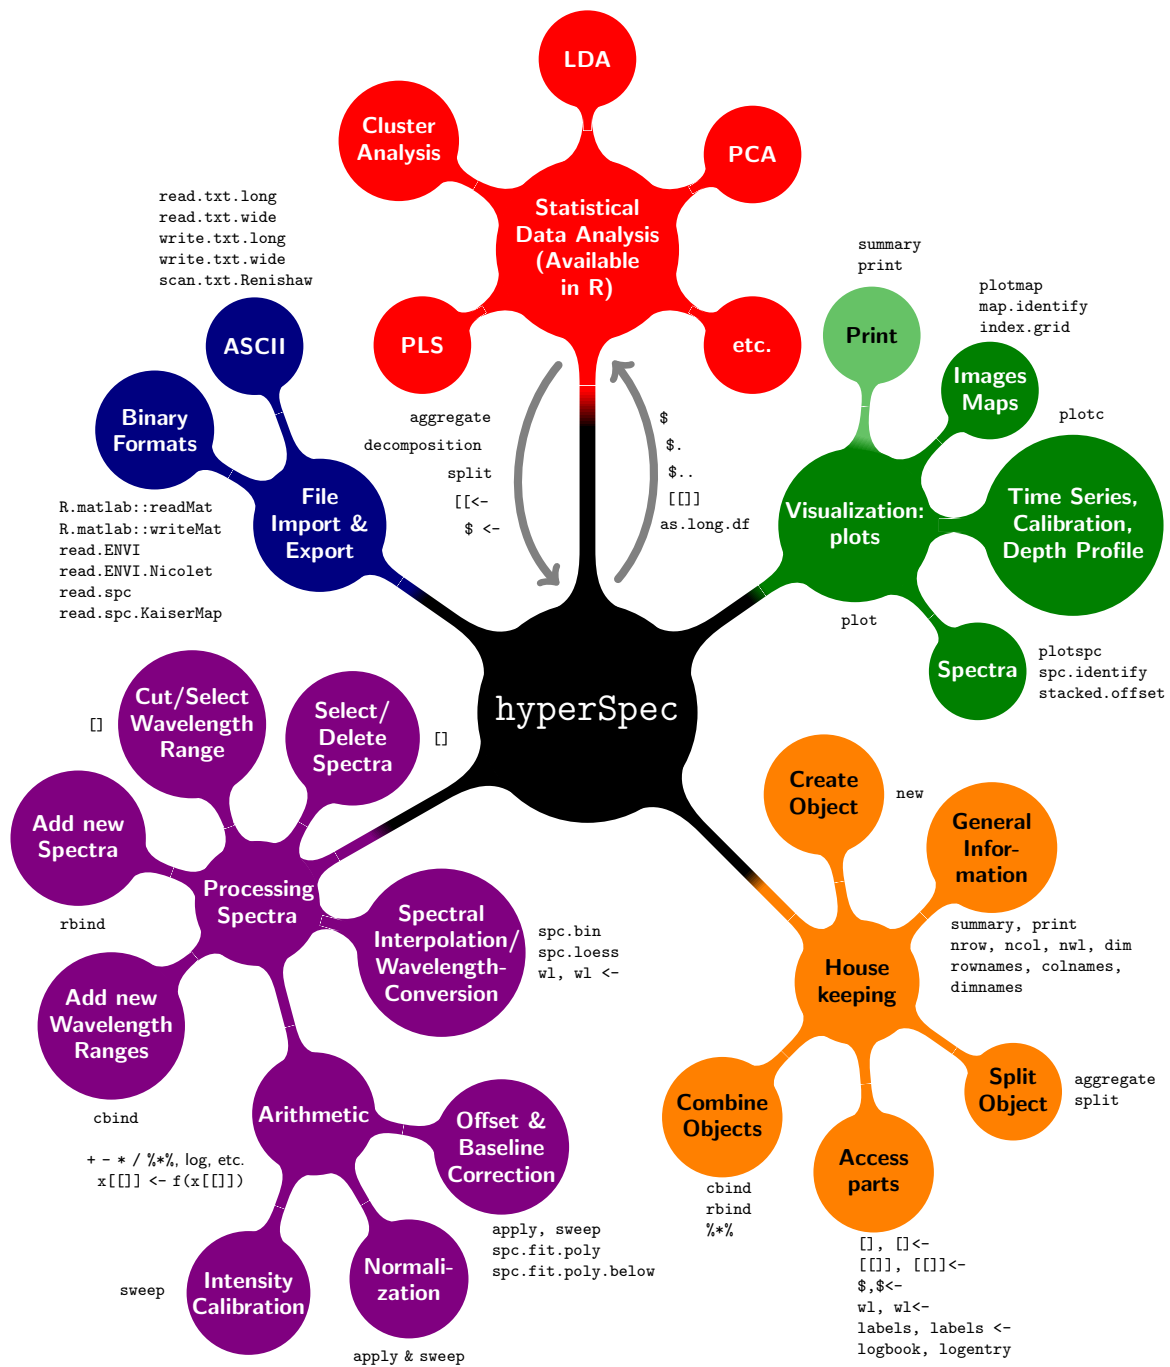 LDA
Cluster
Analysis
PCA
Statistical
Data Analysis
(Available
in R)
PLS
etc.
read.txt.long
read.txt.wide
write.txt.long
write.txt.wide
scan.txt.Renishaw
ASCII
Binary
Formats
File
Import &
Export
R.matlab::readMat
R.matlab::writeMat
read.ENVI
read.ENVI.Nicolet
read.spc
read.spc.KaiserMap
aggregate
decomposition
split
[[<-
$ <-
$
$.
$..
[[]]
as.long.df
summary
print
Print
plotmap
map.identify
index.grid
Images
Maps
plotc
Time Series,
Calibration,
Depth Profile
Visualization:
plots
plot
Spectra
plotspc
spc.identify
stacked.offset
hyperSpec
Cut/Select
Wavelength
Range
[]
Select/
Delete
Spectra
[]
Add new
Spectra
rbind
Processing
Spectra
Spectral
Interpolation/
Wavelength-
Conversion
spc.bin
spc.loess
wl, wl <-
Add new
Wavelength
Ranges
cbind
Arithmetic
+ - * / %*%, log, etc.
x[[]] <- f(x[[]])
Offset &
Baseline
Correction
apply, sweep
spc.fit.poly
spc.fit.poly.below
Intensity
Calibration
sweep
Normali-
zation
apply & sweep
Create
Object
new
General
Infor-
mation
summary, print
nrow, ncol, nwl, dim
rownames, colnames,
dimnames
House
keeping
Split
Object
aggregate
split
Combine
Objects
cbind
rbind
%*%
Access
parts
[], []<-
[[]], [[]]<-
$,$<-
wl, wl<-
labels, labels <-
logbook, logentry